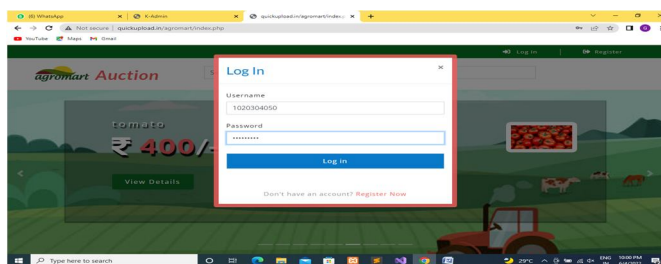 (6) WhatsApp
K-Admin
quickupload.in/agromart/index.p
Not secure | quickupload.in/agromart/index.php
YouTube Maps Gmail
Log In Register
agromart Auction
Log In ×
Username
1020304050
Password
•••••••••
Log in
Don't have an account? Register Now
tomato
₹ 400/-
View Details
Type here to search
29°C
ENG
IN
10:00 PM